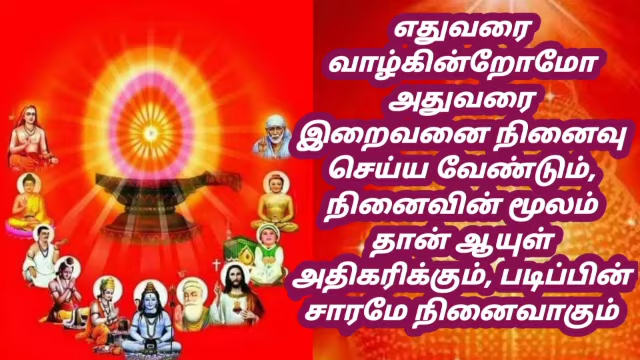 எதுவரை
வாழ்கின்றோமோ
அதுவரை
இறைவனை நினைவு
செய்ய வேண்டும்,
நினைவின் மூலம்
தான் ஆயுள்
அதிகரிக்கும், படிப்பின்
சாரமே நினைவாகும்